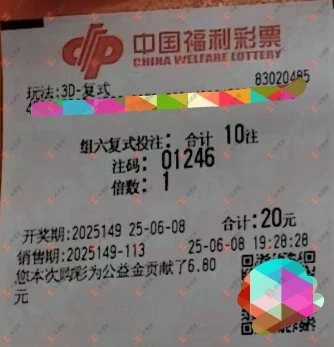 中国福利彩票
CHINA WELFARE LOTTERY
玩法:3D-复式
83020485
组六复式投注: 合计 10注
注码: 01246
倍数: 1
开奖期:2025149 25-06-08 合计:20元
销售期:2025149-113 25-06-08 19:28:28
您本次购彩为公益金贡献了6.80
元